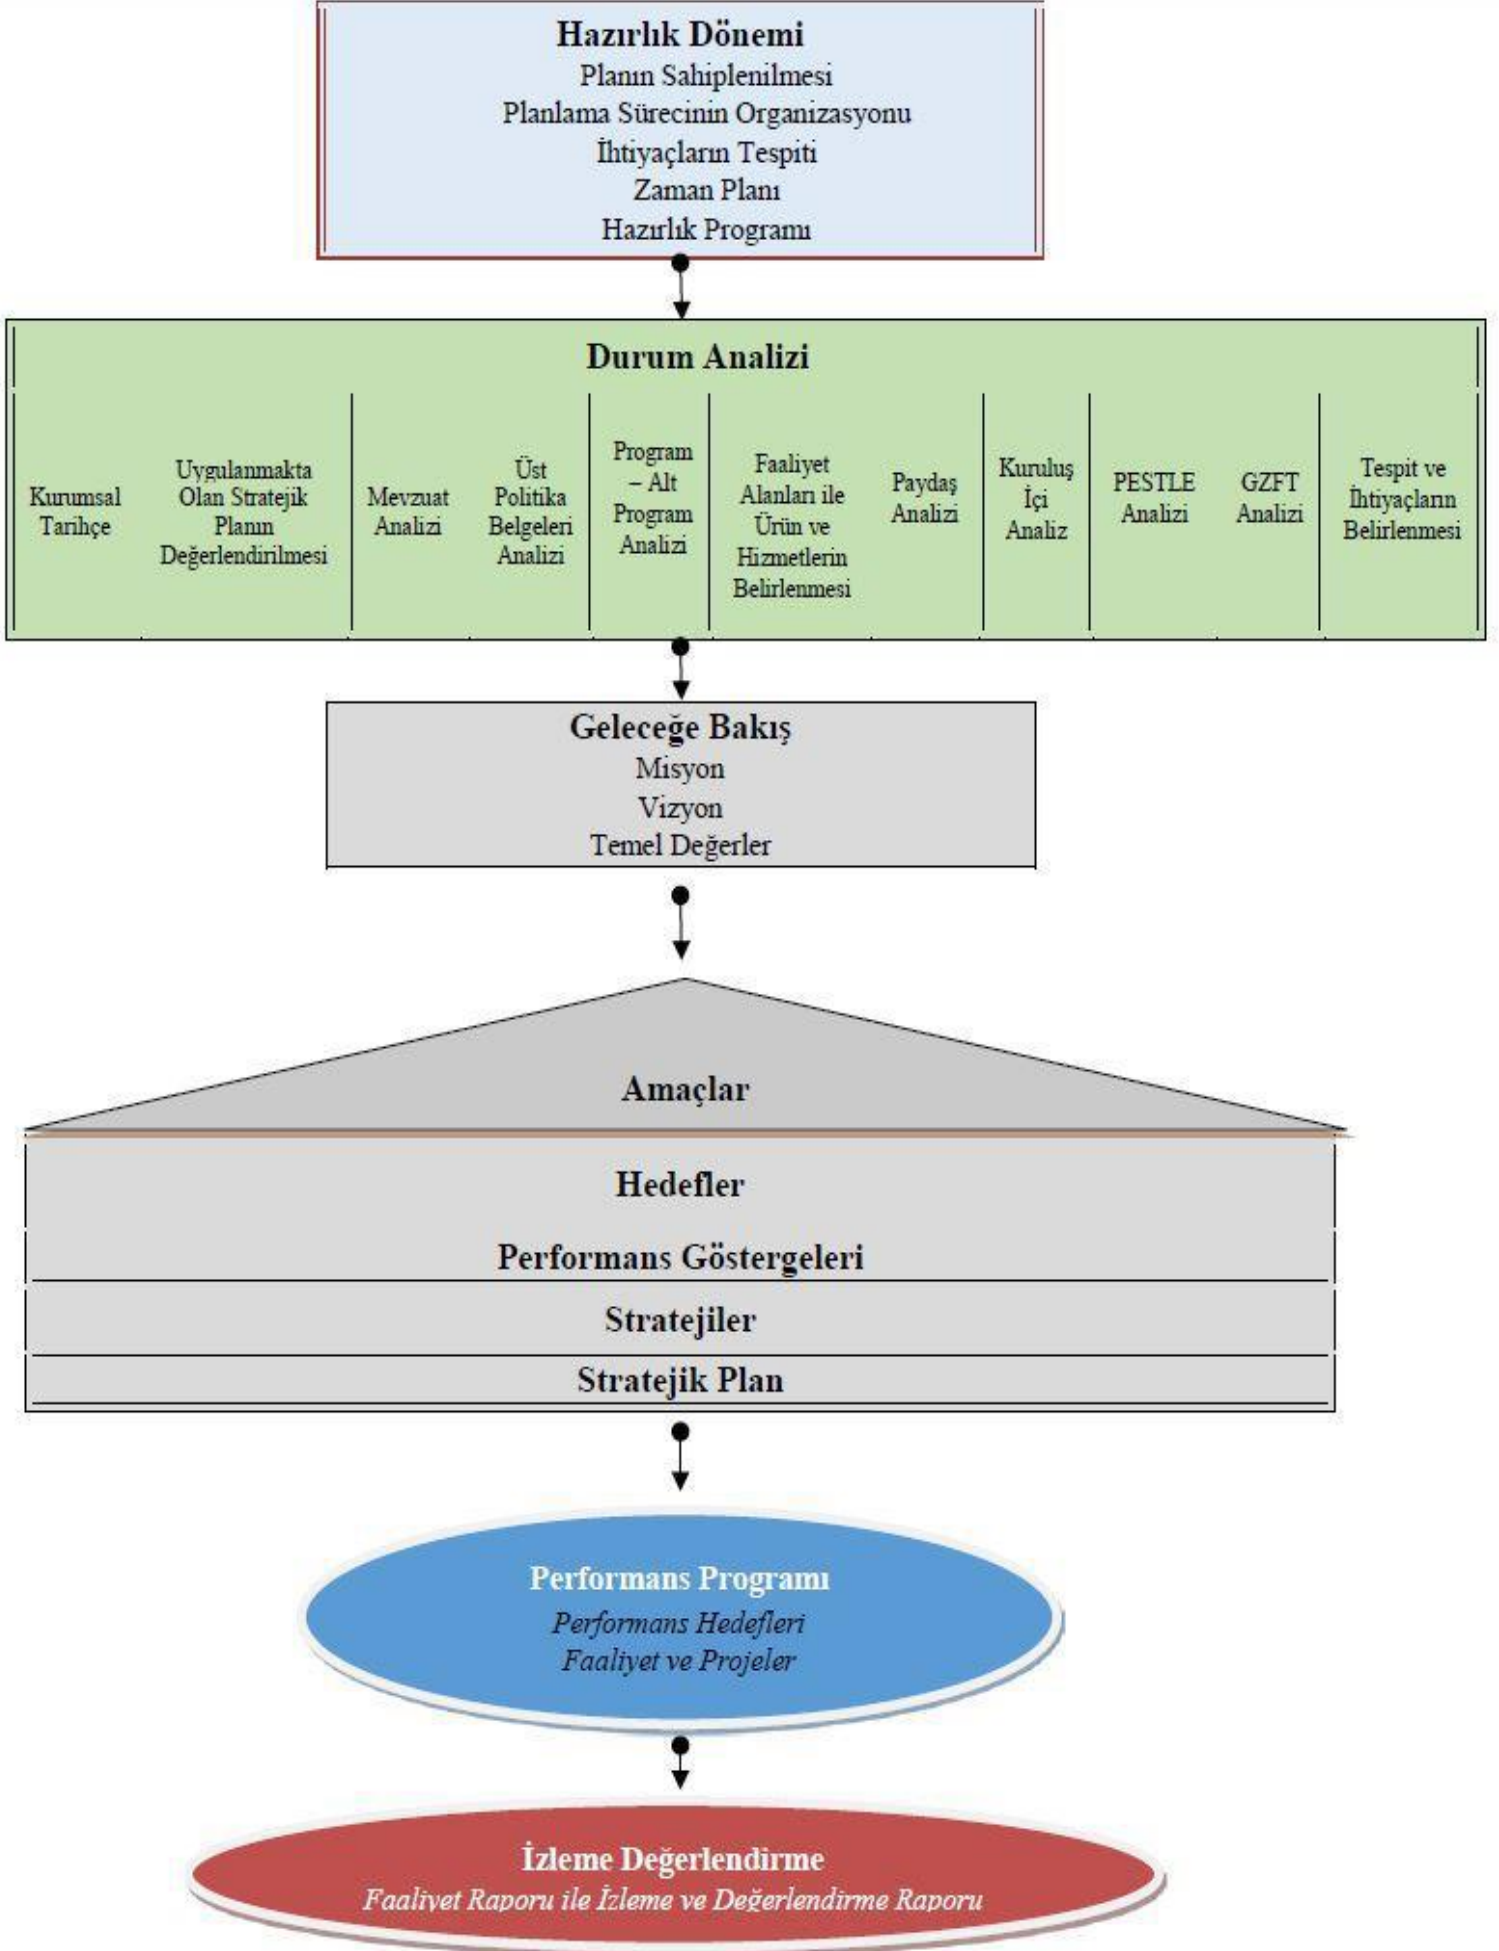 Hazırlık Dönemi
Planın Sahiplenilmesi
Planlama Sürecinin Organizasyonu
İhtiyaçların Tespiti
Zaman Planı
Hazırlık Programı
Durum Analizi
Kurumsal
Tarihçe
Uygulanmakta
Olan Stratejik
Planın
Değerlendirilmesi
Mevzuat
Analizi
Üst
Politika
Belgeleri
Analizi
Program
– Alt
Program
Analizi
Faaliyet
Alanları ile
Ürün ve
Hizmetlerin
Belirlenmesi
Paydaş
Analizi
Kuruluş
İçi
Analiz
PESTLE
Analizi
GZFT
Analizi
Tespit ve
İhtiyaçların
Belirlenmesi
Geleceğe Bakış
Misyon
Vizyon
Temel Değerler
Amaçlar
Hedefler
Performans Göstergeleri
Stratejiler
Stratejik Plan
Performans Programı
Performans Hedefleri
Faaliyet ve Projeler
İzleme Değerlendirme
Faaliyet Raporu ile İzleme ve Değerlendirme Raporu